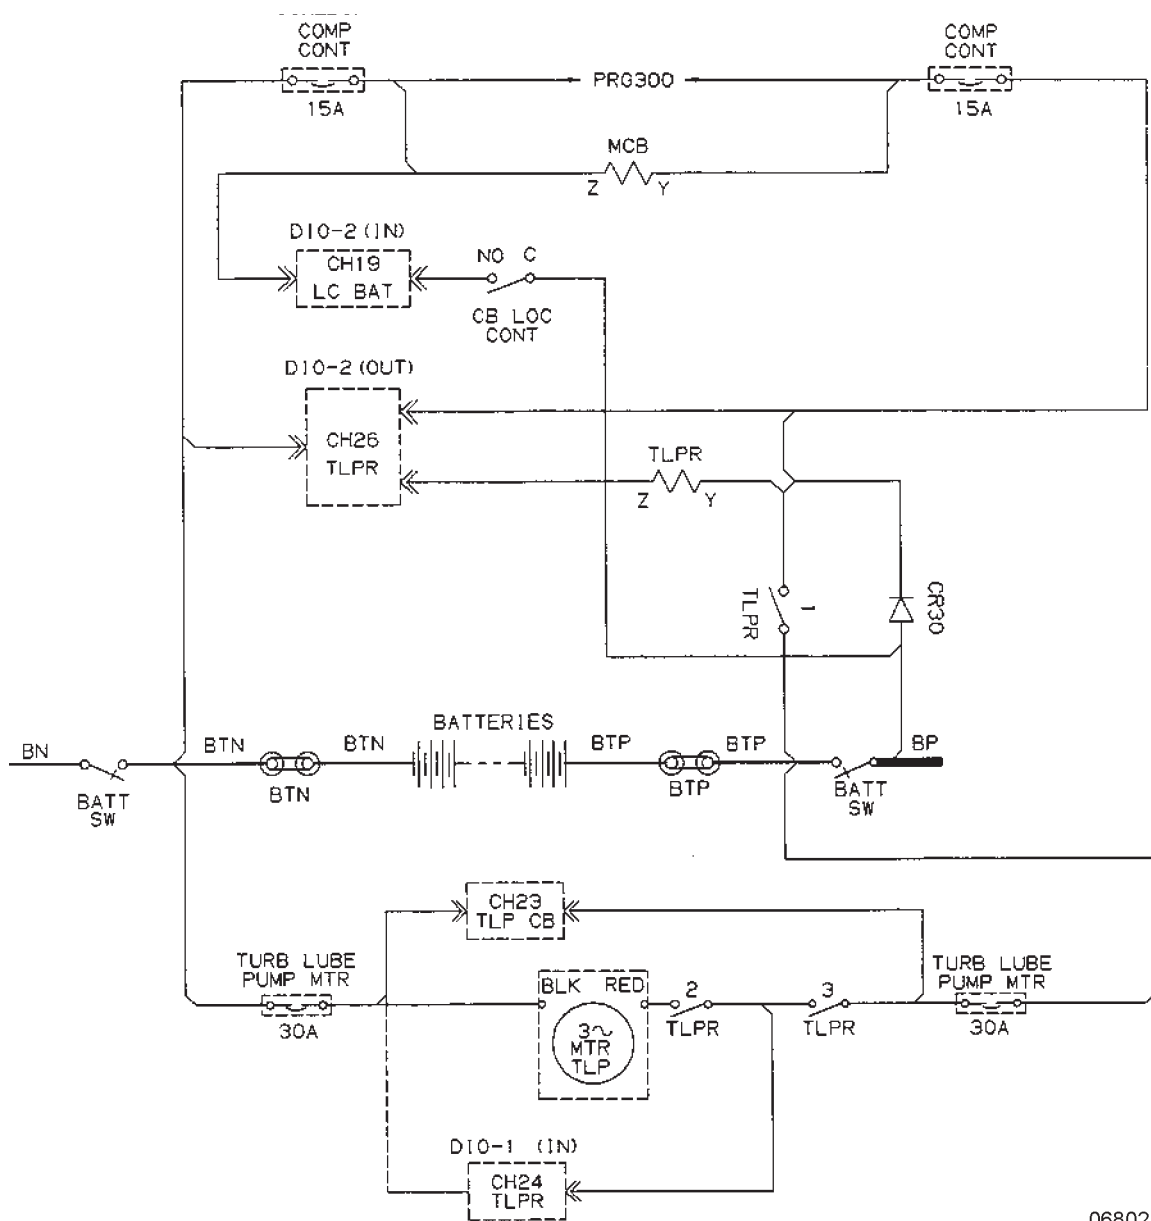 COMP
CONT
15A
PRG300
COMP
CONT
15A
MCB
Z
Y
DIO-2 (IN)
CH19
LC BAT
NO
C
CB LOC
CONT
DIO-2 (OUT)
CH26
TLPR
TLPR
Z
Y
1
TLPR
CR30
BN
BATT
SW
BTN
BTN
BTN
BATTERIES
BTP
BTP
BTP
BATT
SW
BP
CH23
TLP CB
TURB LUBE
PUMP MTR
30A
BLK
RED
3~
MTR
TLP
2
TLPR
3
TLPR
TURB LUBE
PUMP MTR
30A
DIO-1 (IN)
CH24
TLPR
06802